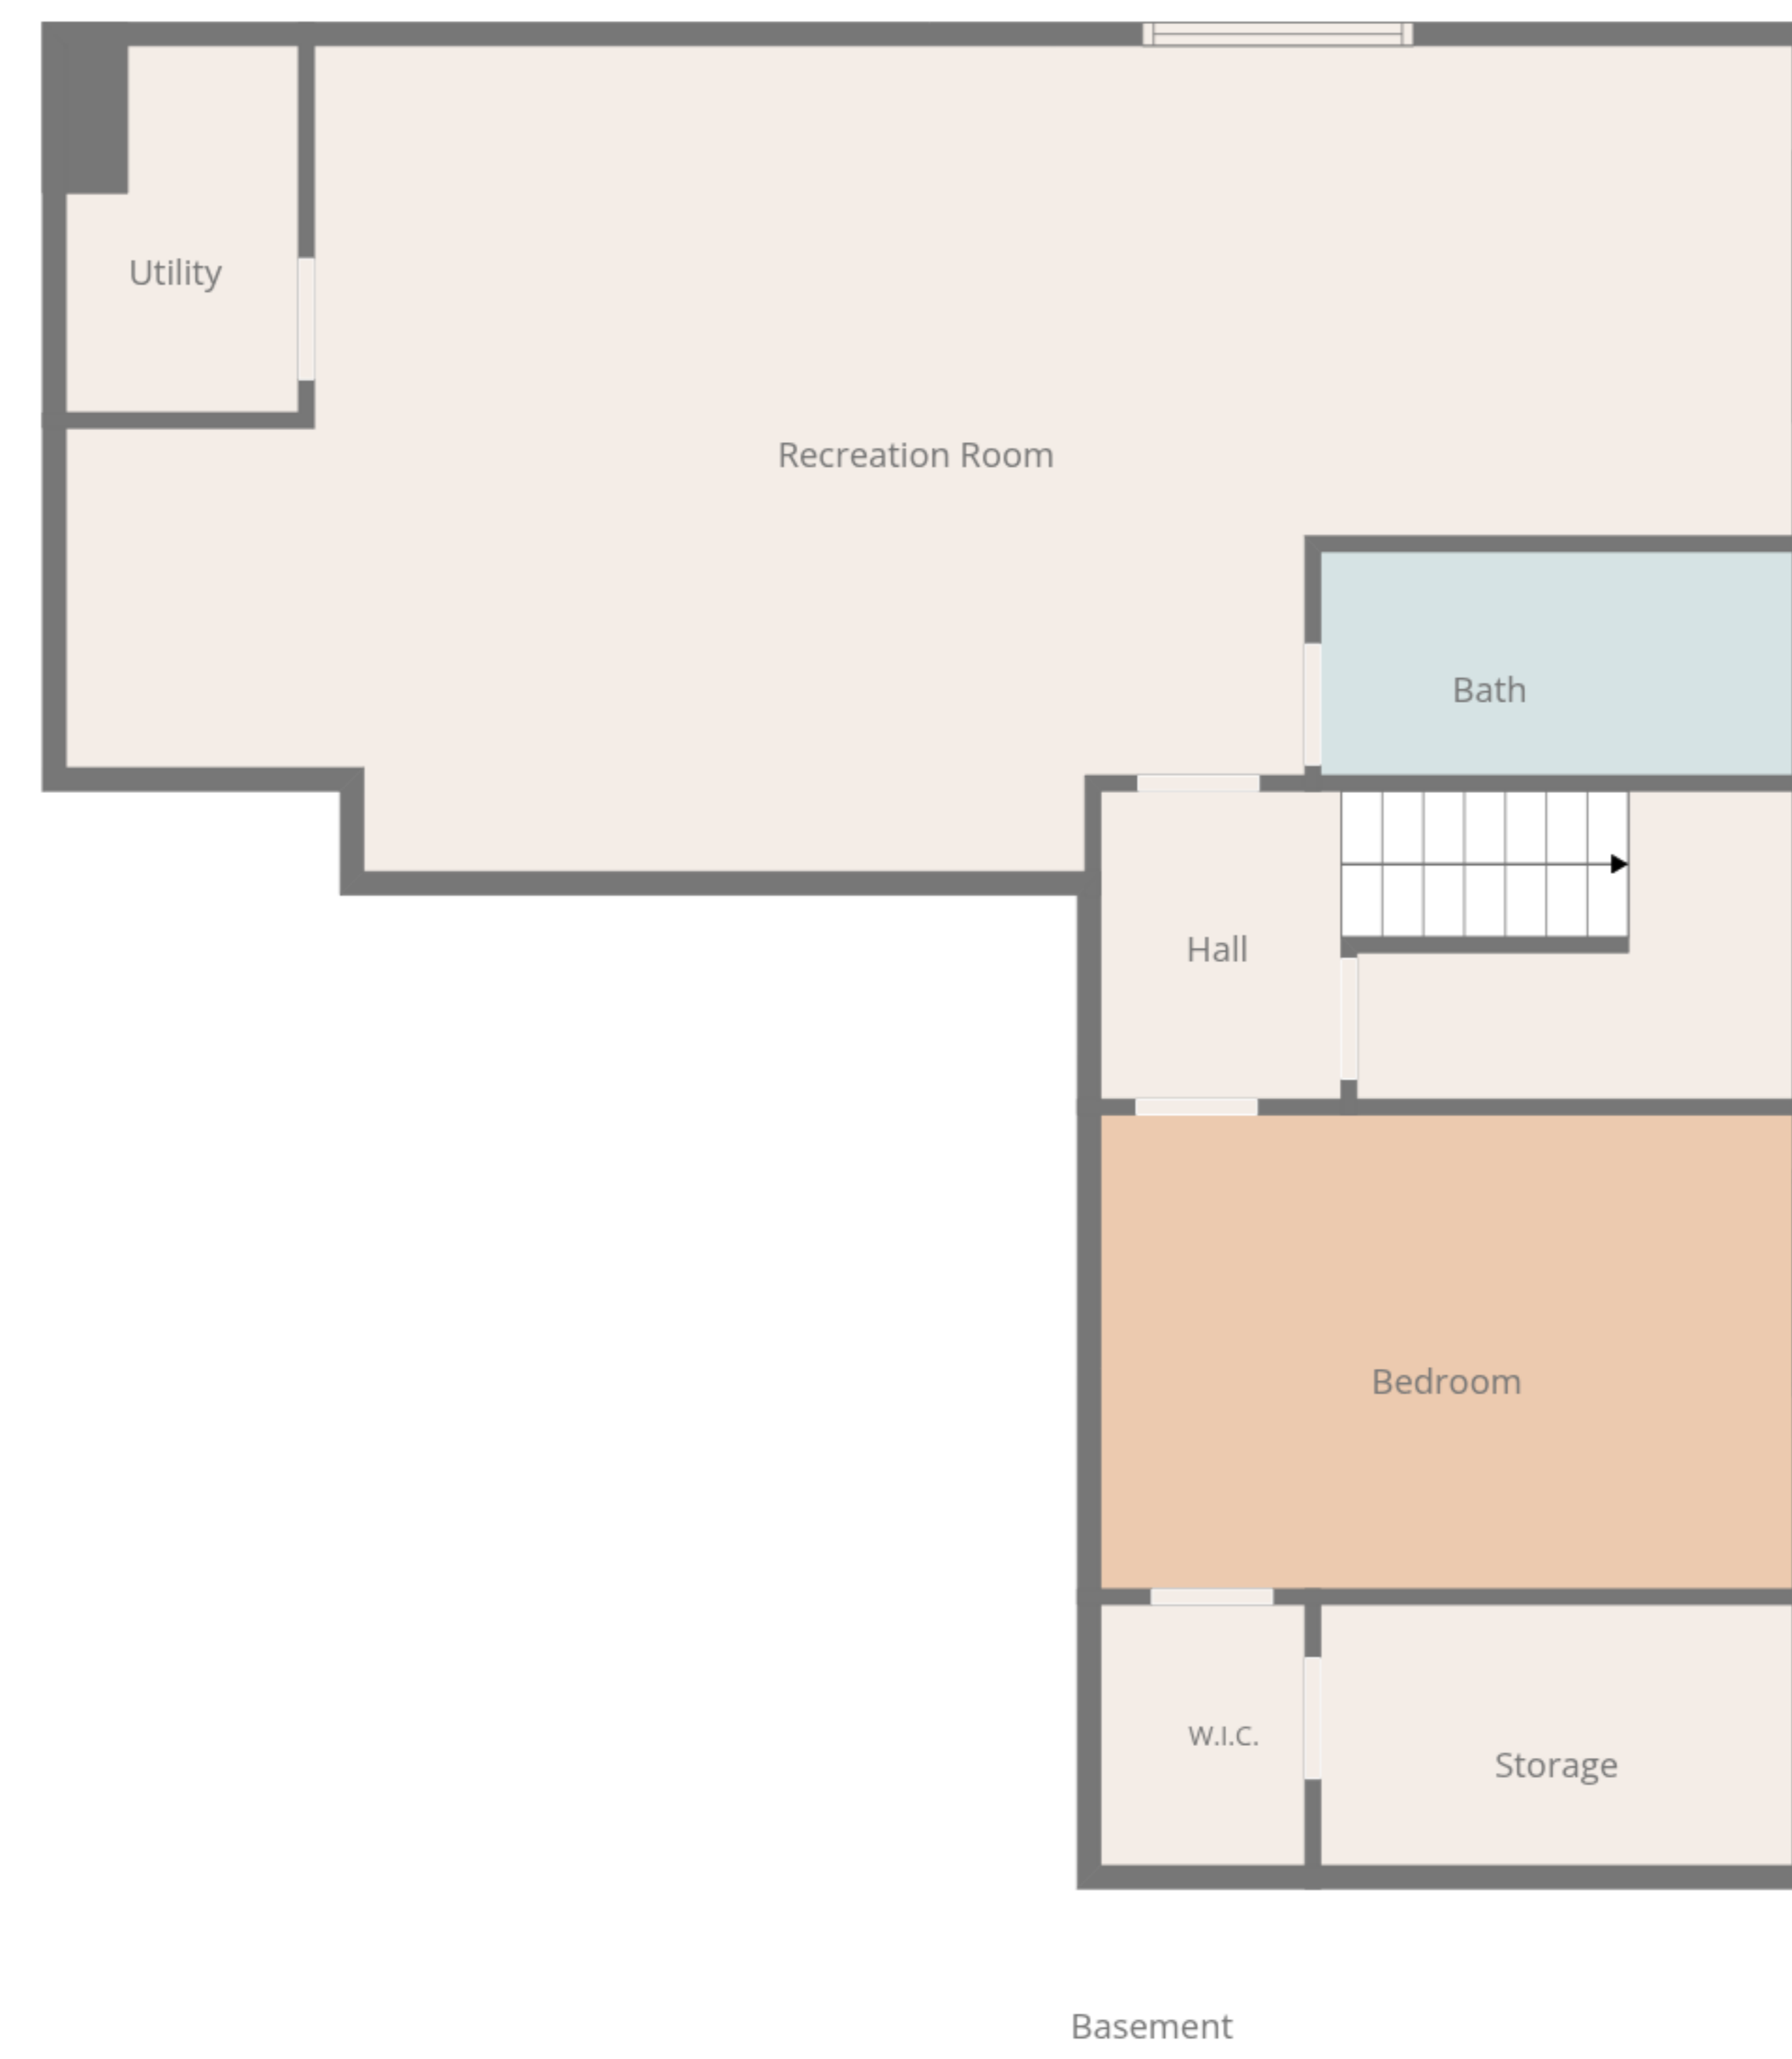 Utility
Recreation Room
Bath
Hall
Bedroom
W.I.C.
Storage
Basement